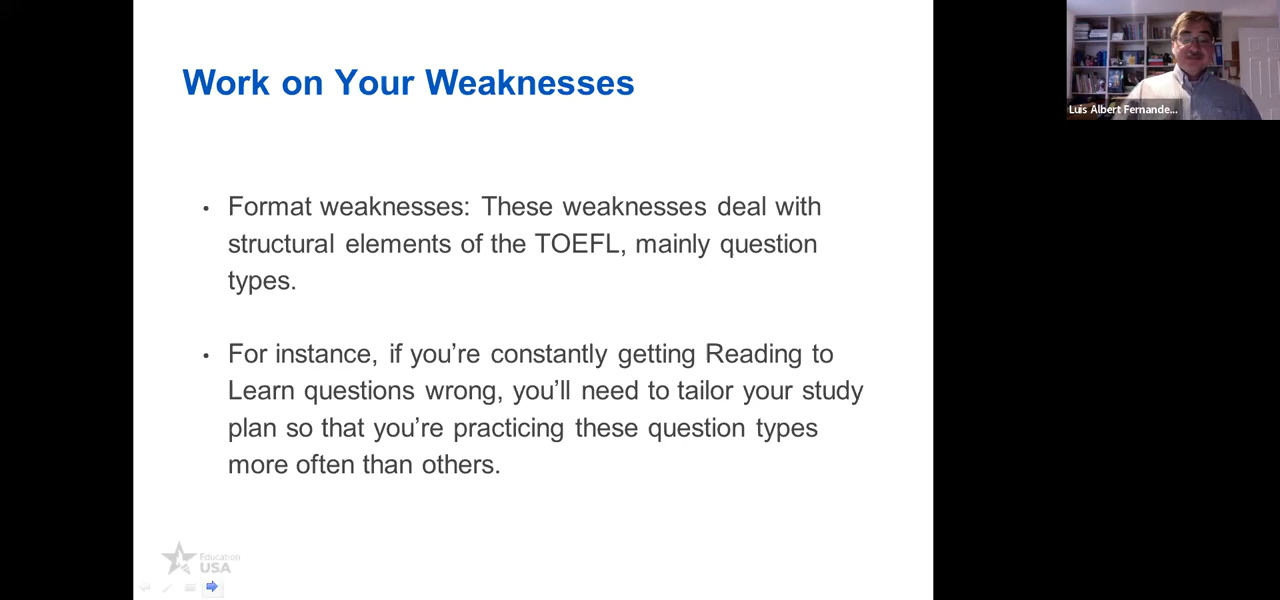 Work on Your Weaknesses
• Format weaknesses: These weaknesses deal with
structural elements of the TOEFL, mainly question
types.
• For instance, if you’re constantly getting Reading to
Learn questions wrong, you’ll need to tailor your study
plan so that you’re practicing these question types
more often than others.
Education
USA
Luis Albert Fernande...